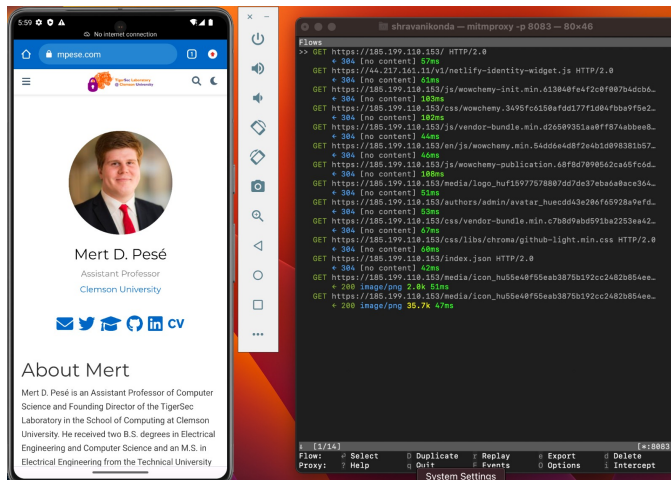 5:59
No internet connection
mpese.com
1
TigerSec Laboratory
@ Clemson University
Mert D. Pesé
Assistant Professor
Clemson University
CV
About Mert
Mert D. Pesé is an Assistant Professor of Computer
Science and Founding Director of the TigerSec
Laboratory in the School of Computing at Clemson
University. He received two B.S. degrees in Electrical
Engineering and Computer Science and an M.S. in
Electrical Engineering from the Technical University
shravanikonda — mitmproxy -p 8083 — 80×46
Flows
>> GET https://185.199.110.153/ HTTP/2.0
← 304 [no content] 57ms
GET https://44.217.161.11/v1/netlify-identity-widget.js HTTP/2.0
← 304 [no content] 61ms
GET https://185.199.110.153/js/wowchemy-init.min.613040fe4f2c0f007b4dcb6…
← 304 [no content] 103ms
GET https://185.199.110.153/css/wowchemy.3495fc6150afdd177f1d04fbba9f5e2…
← 304 [no content] 102ms
GET https://185.199.110.153/js/vendor-bundle.min.d26509351aa0ff874abbee8…
← 304 [no content] 44ms
GET https://185.199.110.153/en/js/wowchemy.min.54dd6e4d8f2e4b1d098381b57…
← 304 [no content] 46ms
GET https://185.199.110.153/js/wowchemy-publication.68f8d7090562ca65fc6d…
← 304 [no content] 108ms
GET https://185.199.110.153/media/logo_huf15977578807dd7de37eba6a0ace364…
← 304 [no content] 51ms
GET https://185.199.110.153/authors/admin/avatar_huecdd43e206f65928a9efd…
← 304 [no content] 53ms
GET https://185.199.110.153/css/vendor-bundle.min.c7b8d9abd591ba2253ea42…
← 304 [no content] 67ms
GET https://185.199.110.153/css/libs/chroma/github-light.min.css HTTP/2.0
← 304 [no content] 60ms
GET https://185.199.110.153/index.json HTTP/2.0
← 304 [no content] 42ms
GET https://185.199.110.153/media/icon_hu55e40f55eab3875b192cc2482b854ee…
← 200 image/png 2.0k 51ms
GET https://185.199.110.153/media/icon_hu55e40f55eab3875b192cc2482b854ee…
← 200 image/png 35.7k 47ms
[1/14] [*:8083
Flow: Select D Duplicate r Replay e Export d Delete
Proxy: ? Help q Quit E Events O Options i Intercept
System Settings